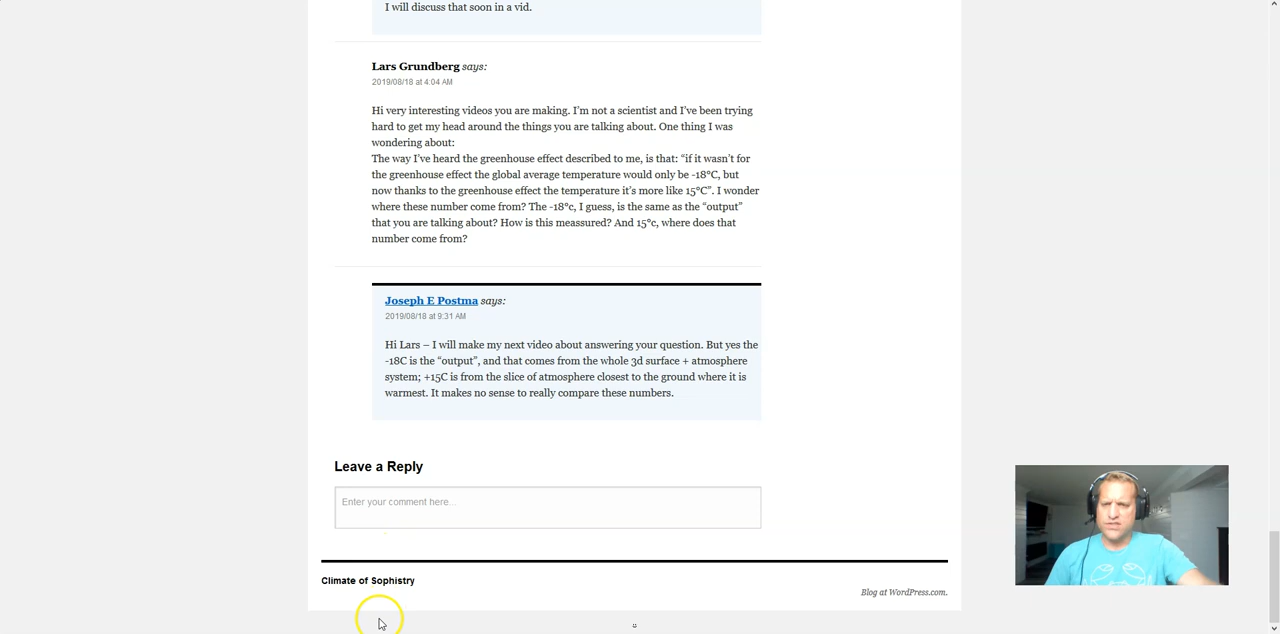 I will discuss that soon in a vid.
Lars Grundberg says:
2019/08/18 at 4:04 AM
Hi very interesting videos you are making. I’m not a scientist and I’ve been trying
hard to get my head around the things you are talking about. One thing I was
wondering about:
The way I’ve heard the greenhouse effect described to me, is that: “if it wasn’t for
the greenhouse effect the global average temperature would only be -18°C, but
now thanks to the greenhouse effect the temperature it’s more like 15°C”. I wonder
where these number come from? The -18°c, I guess, is the same as the “output”
that you are talking about? How is this meassured? And 15°c, where does that
number come from?
Joseph E Postma says:
2019/08/18 at 9:31 AM
Hi Lars – I will make my next video about answering your question. But yes the
-18C is the “output”, and that comes from the whole 3d surface + atmosphere
system; +15C is from the slice of atmosphere closest to the ground where it is
warmest. It makes no sense to really compare these numbers.
Leave a Reply
Enter your comment here...
Climate of Sophistry
Blog at WordPress.com.